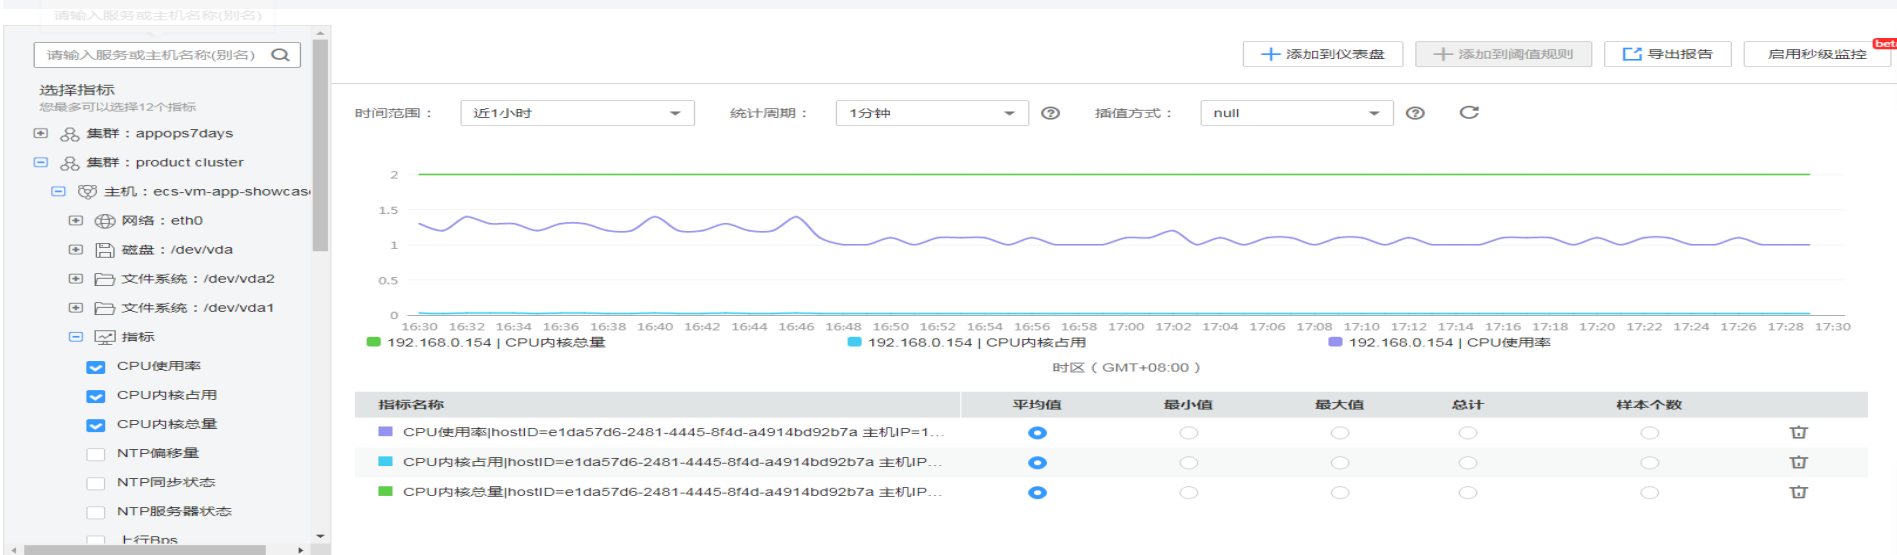 请输入服务或主机名称(别名)
请输入服务或主机名称(别名)
选择指标
您最多可以选择12个指标
集群：appops7days
集群：product cluster
主机：ecs-vm-app-showcas
网络：eth0
磁盘：/dev/vda
文件系统：/dev/vda2
文件系统：/dev/vda1
指标
CPU使用率
CPU内核占用
CPU内核总量
NTP偏移量
NTP同步状态
NTP服务器状态
上行Bps
添加到仪表盘 添加到阈值规则 导出报告 启用秒级监控 beta
时间范围： 近1小时 统计周期： 1分钟 插值方式： null
2
1.5
1
0.5
0
16:30 16:32 16:34 16:36 16:38 16:40 16:42 16:44 16:46 16:48 16:50 16:52 16:54 16:56 16:58 17:00 17:02 17:04 17:06 17:08 17:10 17:12 17:14 17:16 17:18 17:20 17:22 17:24 17:26 17:28 17:30
192.168.0.154 | CPU内核总量 192.168.0.154 | CPU内核占用 192.168.0.154 | CPU使用率
时区（GMT+08:00）
指标名称 平均值 最小值 最大值 总计 样本个数
CPU使用率|hostID=e1da57d6-2481-4445-8f4d-a4914bd92b7a 主机IP=1...
CPU内核占用|hostID=e1da57d6-2481-4445-8f4d-a4914bd92b7a 主机IP...
CPU内核总量|hostID=e1da57d6-2481-4445-8f4d-a4914bd92b7a 主机IP...